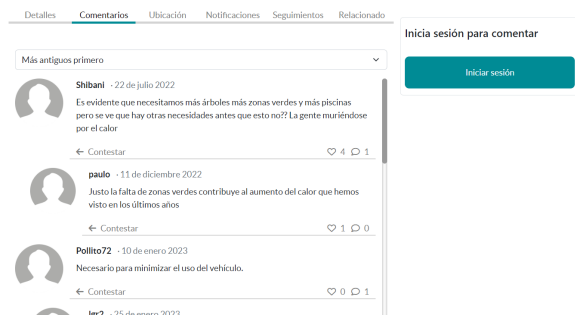 Detalles Comentarios Ubicación Notificaciones Seguimientos Relacionado
Inicia sesión para comentar
Iniciar sesión
Más antiguos primero
Shibani · 22 de julio 2022
Es evidente que necesitamos más árboles más zonas verdes y más piscinas
pero se ve que hay otras necesidades antes que esto no?? La gente muriéndose
por el calor
Contestar 4 1
paulo · 11 de diciembre 2022
Justo la falta de zonas verdes contribuye al aumento del calor que hemos
visto en los últimos años
Contestar 1 0
Pollito72 · 10 de enero 2023
Necesario para minimizar el uso del vehículo.
Contestar 0 1
· 25 de enero 2023